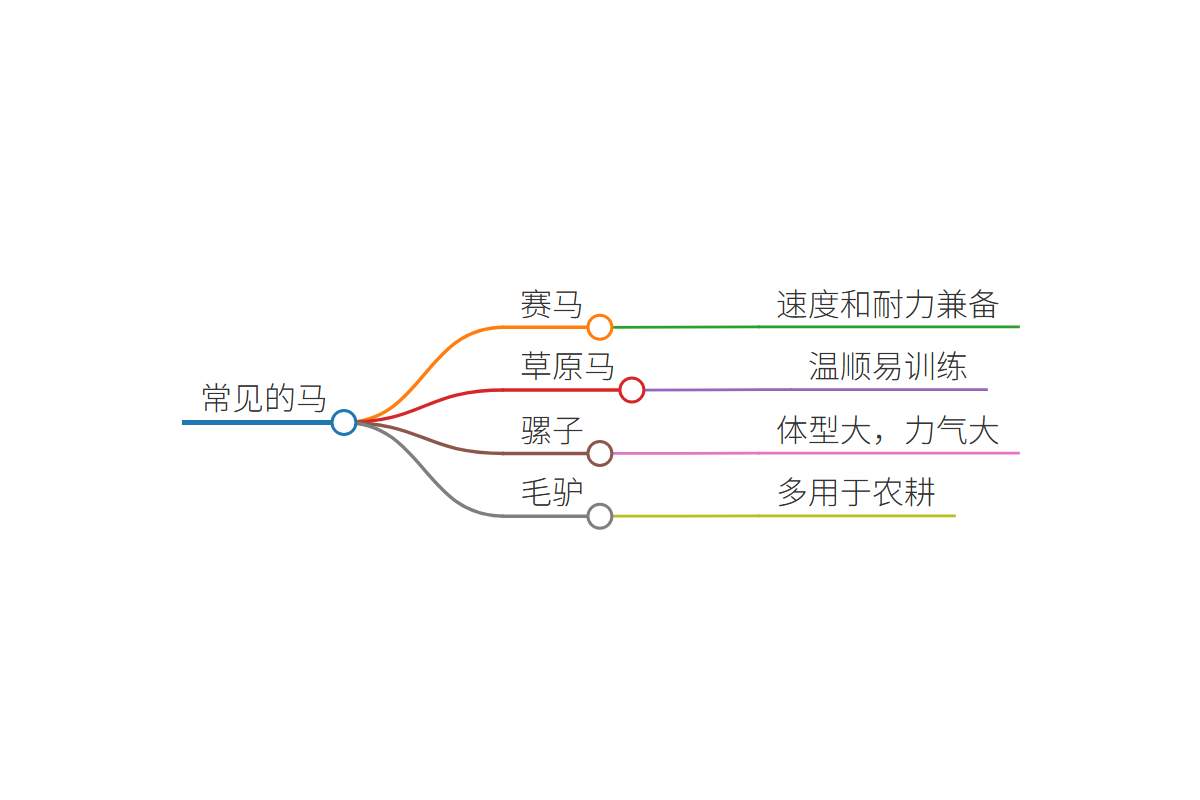 常见的马
赛马
速度和耐力兼备
草原马
温顺易训练
骡子
体型大，力气大
毛驴
多用于农耕